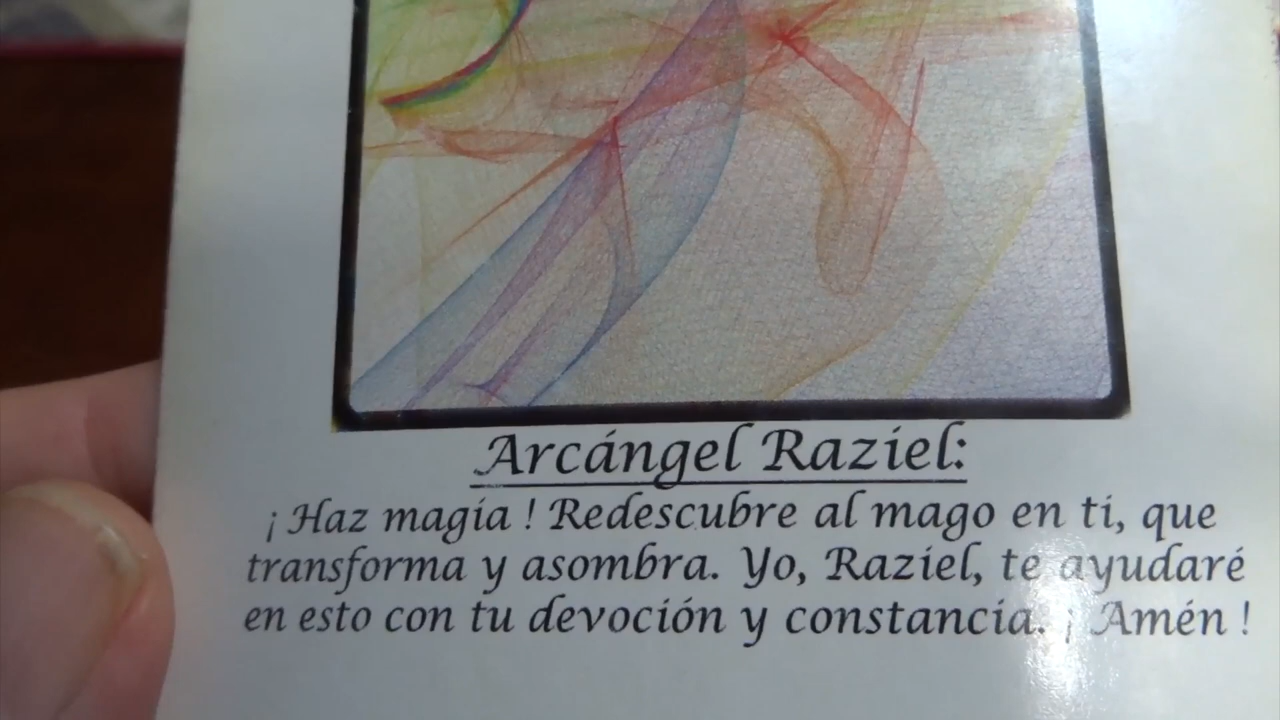 Arcángel Raziel:
¡ Haz magia ! Redescubre al mago en ti, que
transforma y asombra. Yo, Raziel, te ayudaré
en esto con tu devoción y constancia. ¡ Amén !